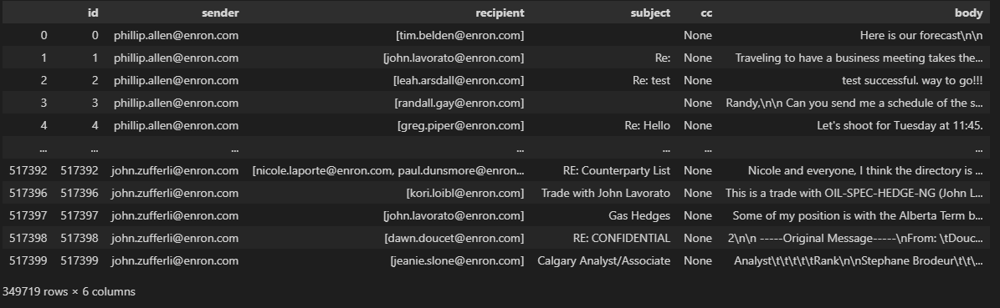 id sender recipient subject cc body
0 0 phillip.allen@enron.com [tim.belden@enron.com] None Here is our forecast\n\n
1 1 phillip.allen@enron.com [john.lavorato@enron.com] Re: None Traveling to have a business meeting takes the...
2 2 phillip.allen@enron.com [leah.arsdall@enron.com] Re: test None test successful. way to go!!!
3 3 phillip.allen@enron.com [randall.gay@enron.com] None Randy,\n\n Can you send me a schedule of the s...
4 4 phillip.allen@enron.com [greg.piper@enron.com] Re: Hello None Let's shoot for Tuesday at 11:45.
... ... ... ... ... ... ...
517392 517392 john.zufferli@enron.com [nicole.laporte@enron.com, paul.dunsmore@enron... RE: Counterparty List None Nicole and everyone, I think the directory is ...
517396 517396 john.zufferli@enron.com [kori.loibl@enron.com] Trade with John Lavorato None This is a trade with OIL-SPEC-HEDGE-NG (John L...
517397 517397 john.zufferli@enron.com [john.lavorato@enron.com] Gas Hedges None Some of my position is with the Alberta Term b...
517398 517398 john.zufferli@enron.com [dawn.doucet@enron.com] RE: CONFIDENTIAL None 2\n\n -----Original Message-----\nFrom: \tDouc...
517399 517399 john.zufferli@enron.com [jeanie.slone@enron.com] Calgary Analyst/Associate None Analyst\t\t\t\t\tRank\n\nStephane Brodeur\t\t\...
349719 rows × 6 columns